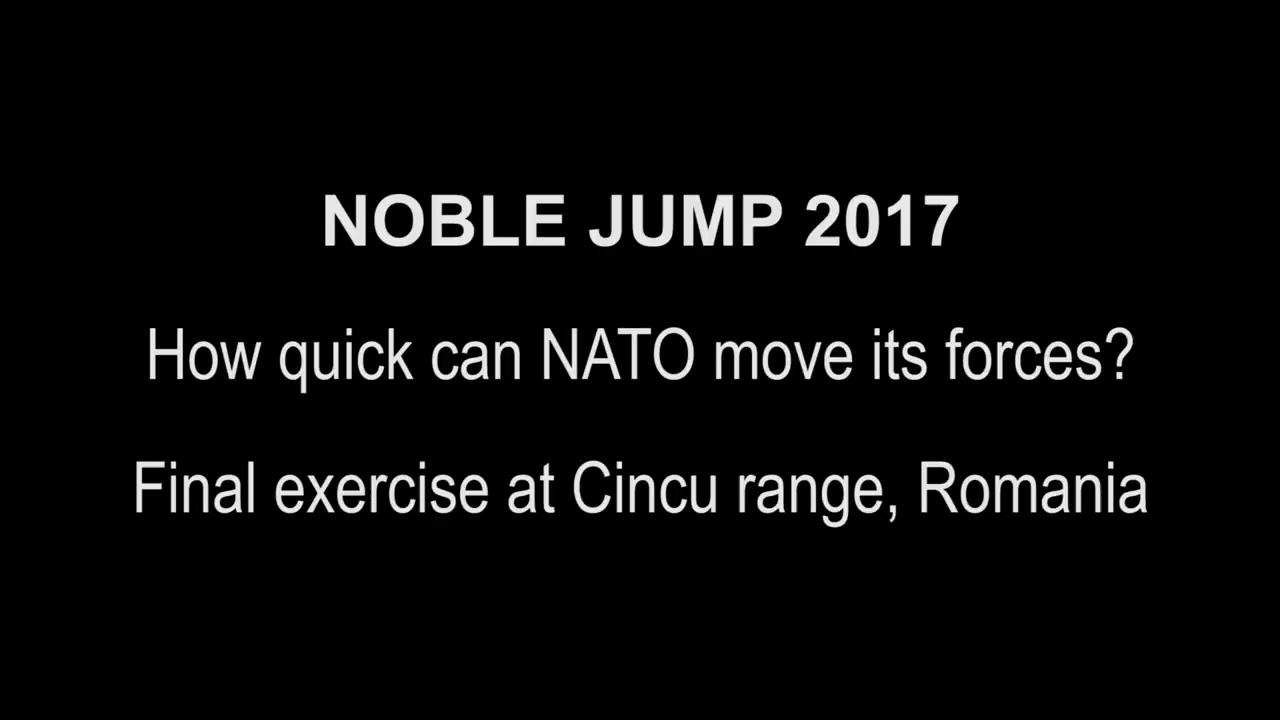 NOBLE JUMP 2017
How quick can NATO move its forces?
Final exercise at Cincu range, Romania